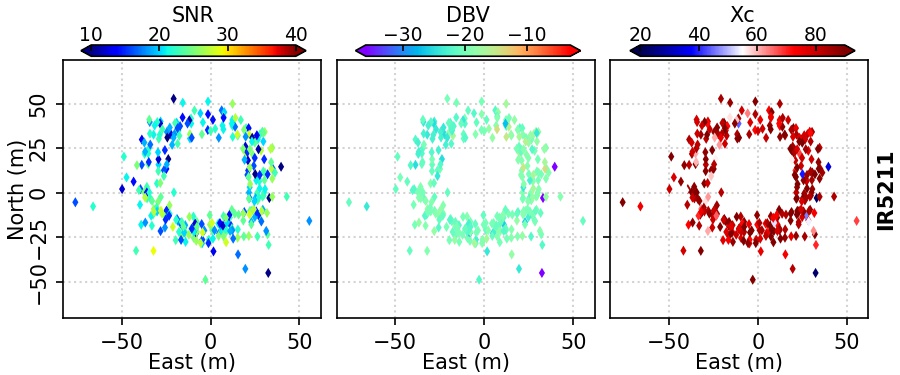 SNR DBV Xc
10 20 30 40 −30 −20 −10 20 40 60 80
50
25
0
−25
−50
North (m)
IR5211
−50 0 50 −50 0 50 −50 0 50
East (m) East (m) East (m)